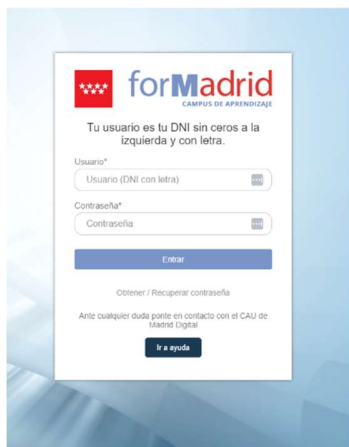 forMadrid
CAMPUS DE APRENDIZAJE
Tu usuario es tu DNI sin ceros a la
izquierda y con letra.
Usuario*
Usuario (DNI con letra)
Contraseña*
Contraseña
Entrar
Obtener / Recuperar contraseña
Ante cualquier duda ponte en contacto con el CAU de
Madrid Digital
Ir a ayuda